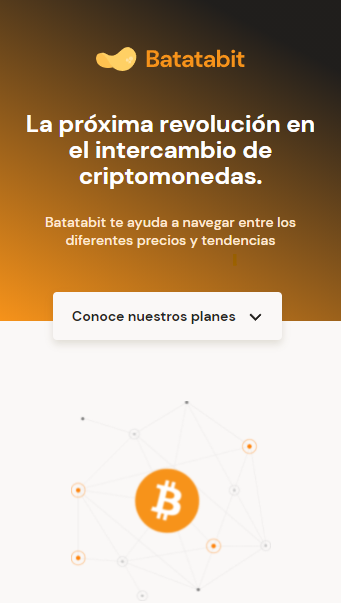 Batatabit
La próxima revolución en
el intercambio de
criptomonedas.
Batatabit te ayuda a navegar entre los
diferentes precios y tendencias
Conoce nuestros planes